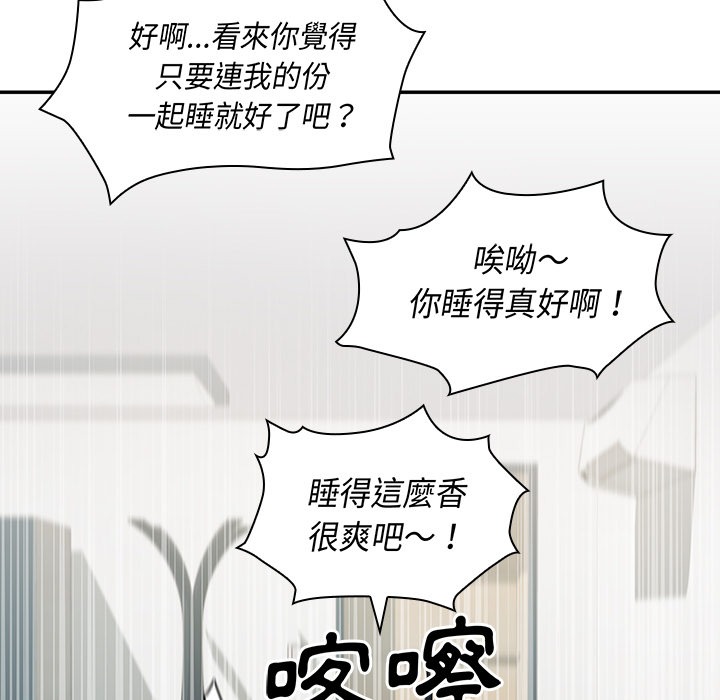 好啊...看來你覺得
只要連我的份
一起睡就好了吧？
唉呦～
你睡得真好啊！
睡得這麼香
很爽吧～！
喀嚓